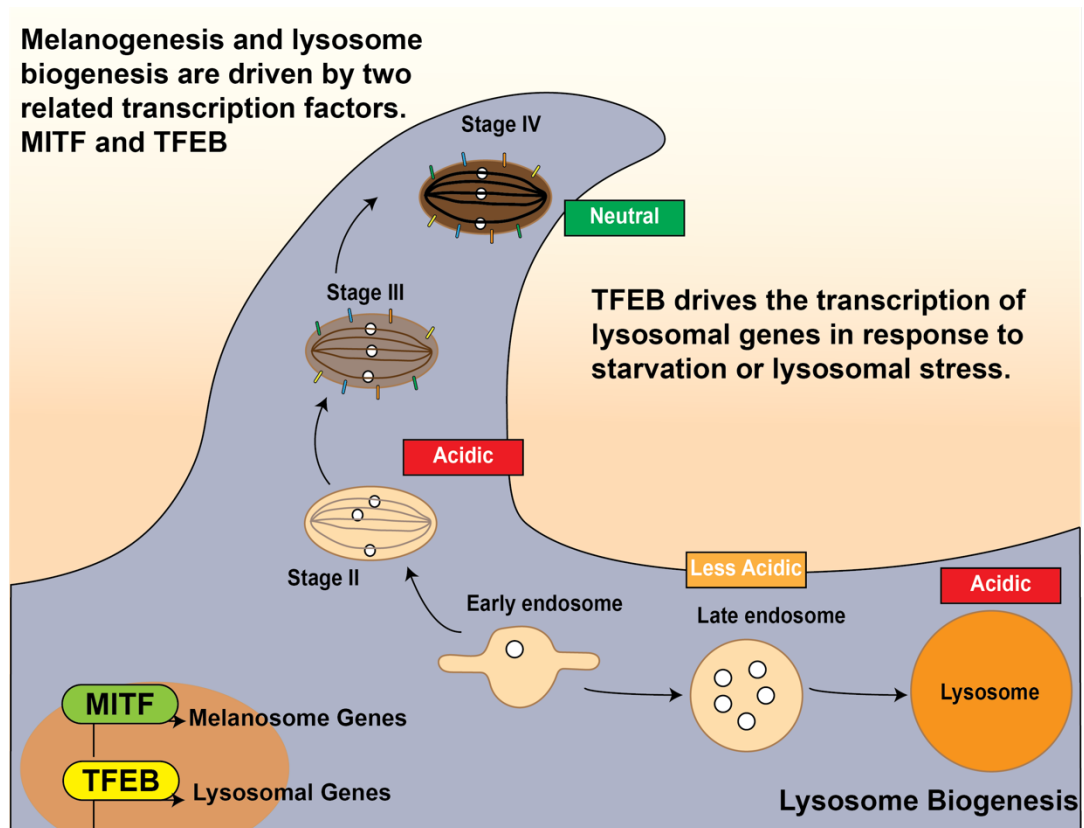 Melanogenesis and lysosome
biogenesis are driven by two
related transcription factors.
MITF and TFEB
Stage IV
Neutral
Stage III
TFEB drives the transcription of
lysosomal genes in response to
starvation or lysosomal stress.
Acidic
Stage II
Less Acidic
Acidic
Early endosome
Late endosome
Lysosome
MITF
Melanosome Genes
TFEB
Lysosomal Genes
Lysosome Biogenesis